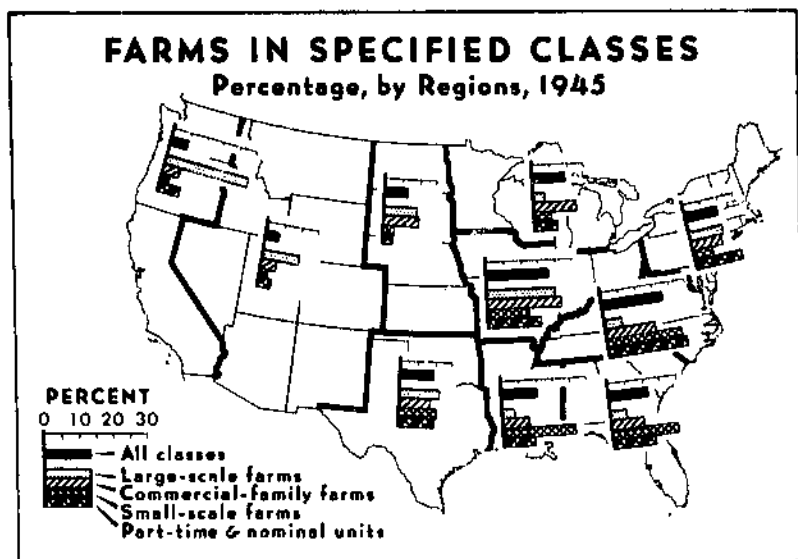 FARMS IN SPECIFIED CLASSES
Percentage, by Regions, 1945
PERCENT
0 10 20 30
All classes
Large-scale farms
Commercial-family farms
Small-scale farms
Part-time & nominal units